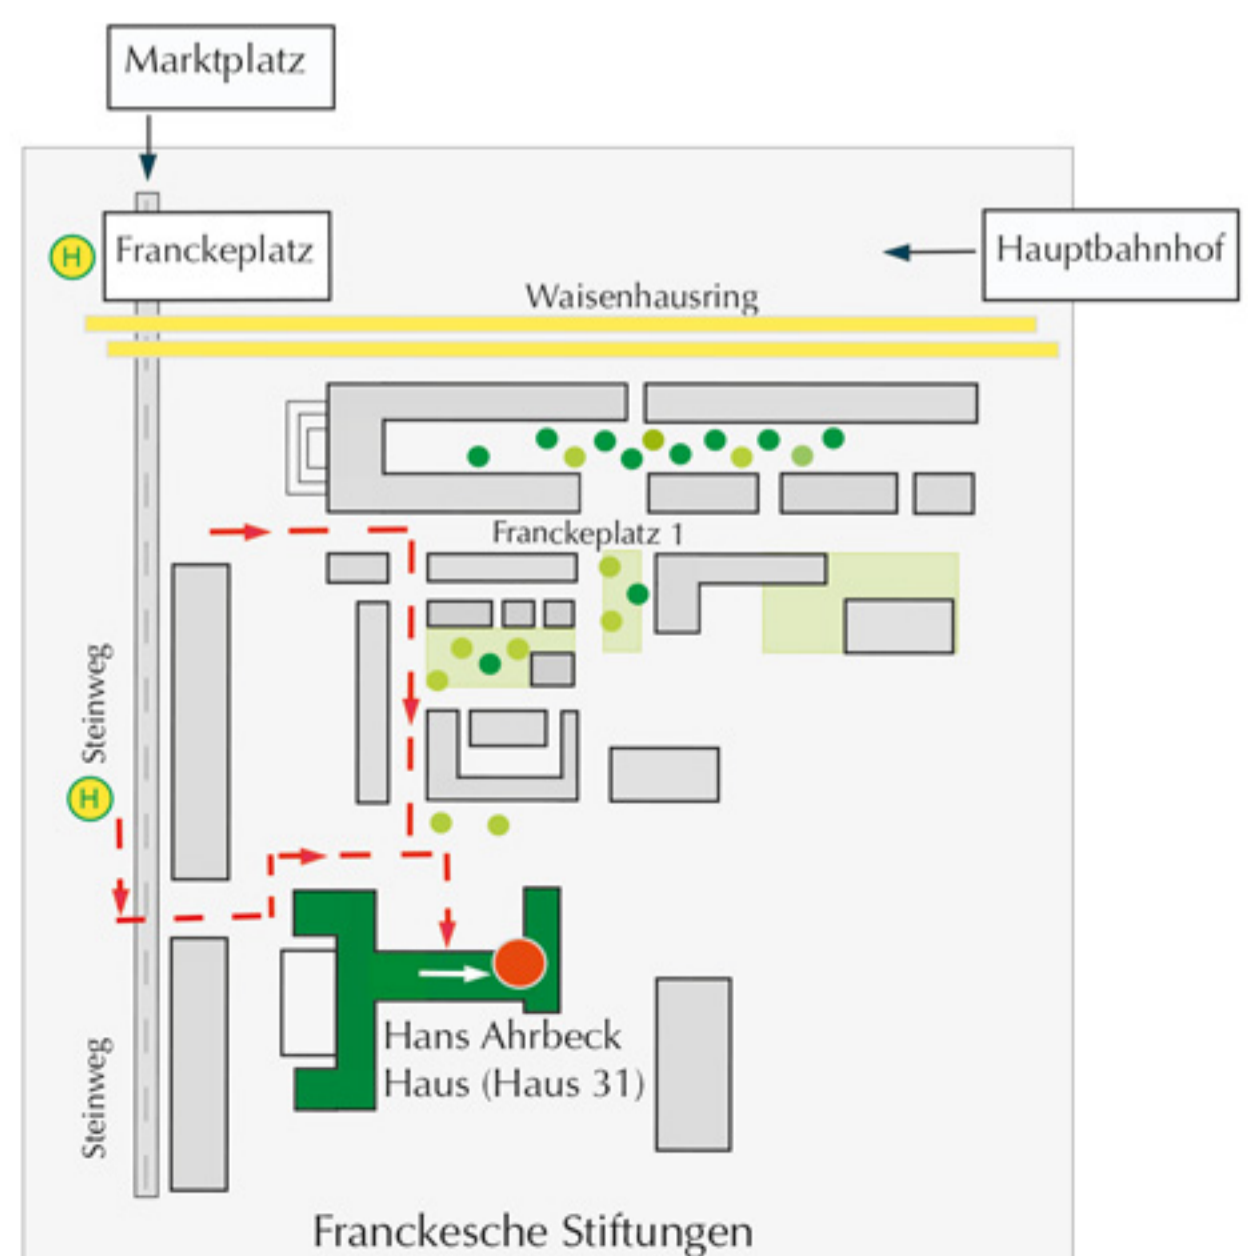 Marktplatz
H
Franckeplatz
Hauptbahnhof
Waisenhausring
Franckeplatz 1
Steinweg
H
Hans Ahrbeck
Haus (Haus 31)
Steinweg
Franckesche Stiftungen